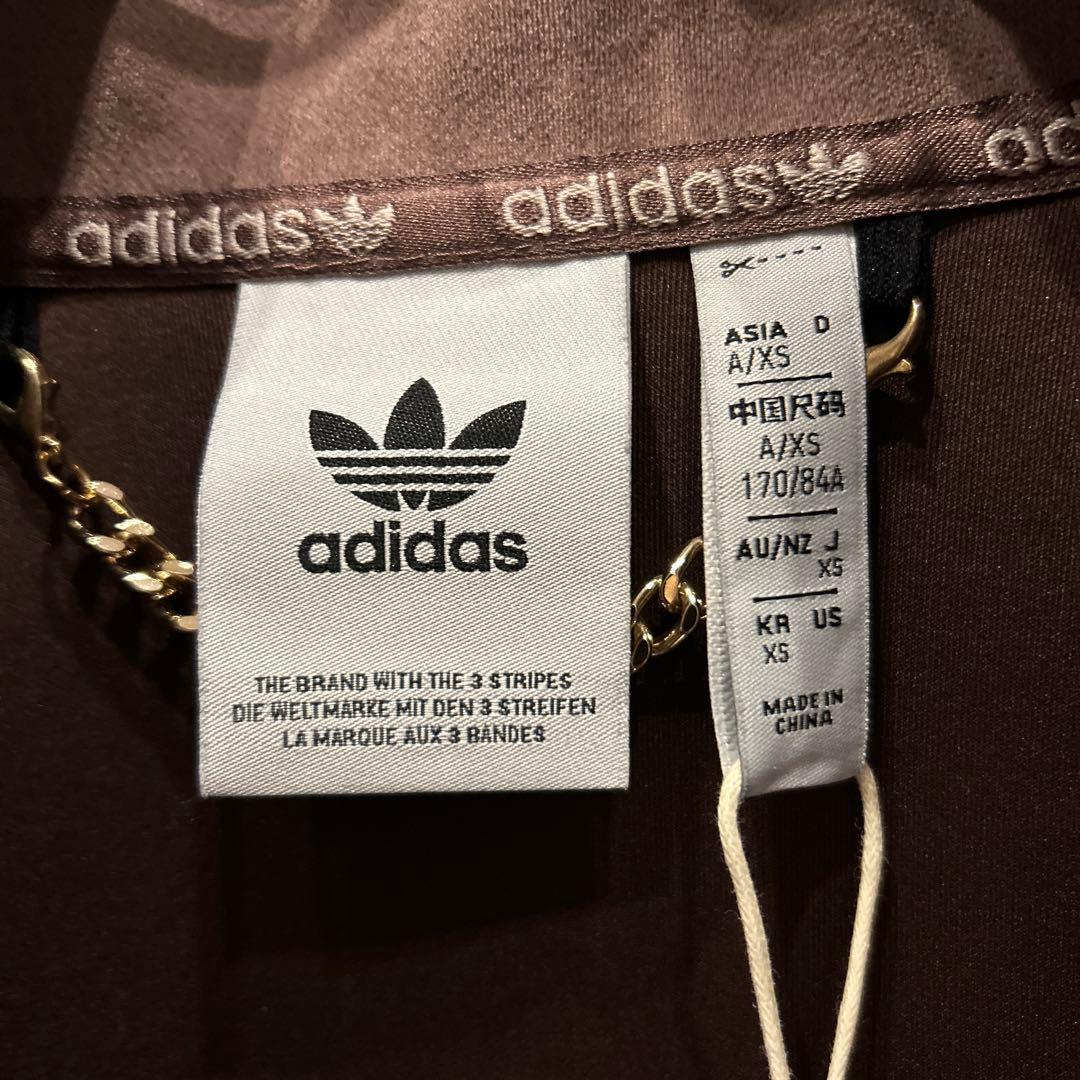 adidas adidas ad
adidas
THE BRAND WITH THE 3 STRIPES
DIE WELTMARKE MIT DEN 3 STREIFEN
LA MARQUE AUX 3 BANDES
ASIA D
A/XS
中国尺码
A/XS
170/84A
AU/NZ J
XS
KR US
XS
MADE IN
CHINA